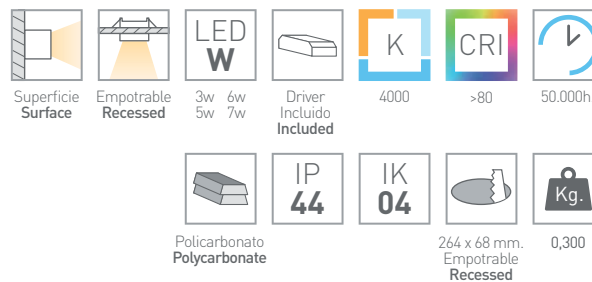 LED
W
K
CRI
Superficie
Surface
Empotrable
Recessed
3w 6w
5w 7w
Driver
Incluido
Included
4000
>80
50.000h
IP
44
IK
04
Kg.
Policarbonato
Polycarbonate
264 x 68 mm.
Empotrable
Recessed
0,300